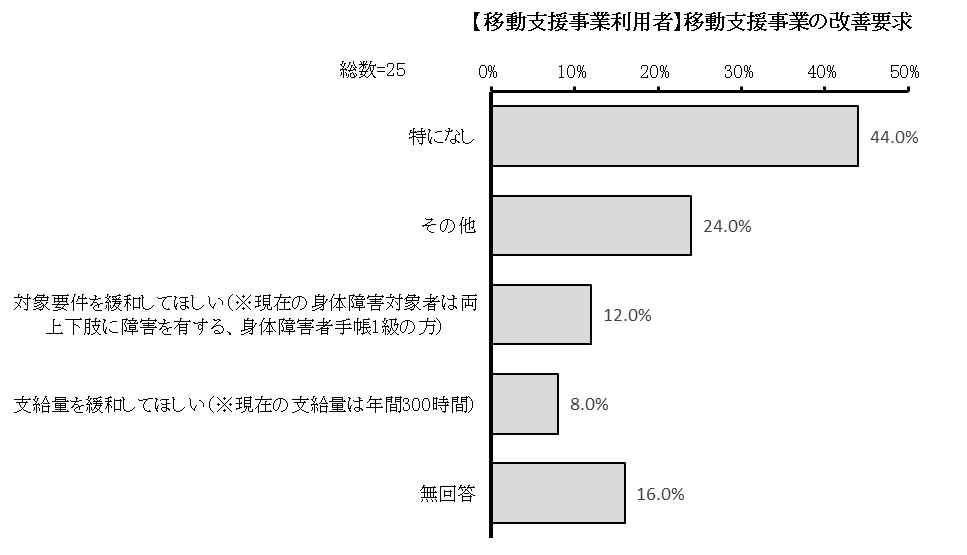 【移動支援事業利用者】移動支援事業の改善要求
総数=25
0% 10% 20% 30% 40% 50%
特になし 44.0%
その他 24.0%
対象要件を緩和してほしい(※現在の身体障害対象者は両
上下肢に障害を有する、身体障害者手帳1級の方) 12.0%
支給量を緩和してほしい(※現在の支給量は年間300時間) 8.0%
無回答 16.0%